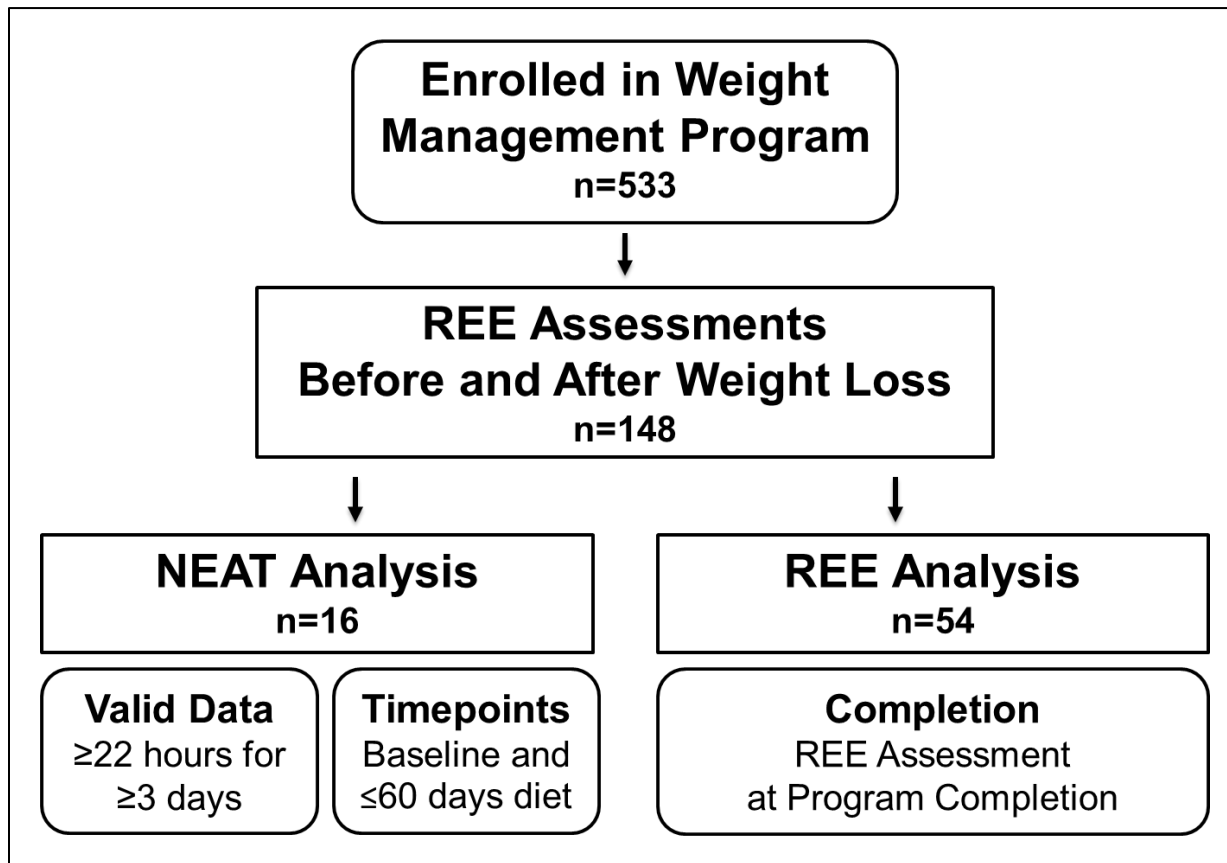 Enrolled in Weight
Management Program
n=533
REE Assessments
Before and After Weight Loss
n=148
NEAT Analysis
n=16
REE Analysis
n=54
Valid Data
≥22 hours for
≥3 days
Timepoints
Baseline and
≤60 days diet
Completion
REE Assessment
at Program Completion